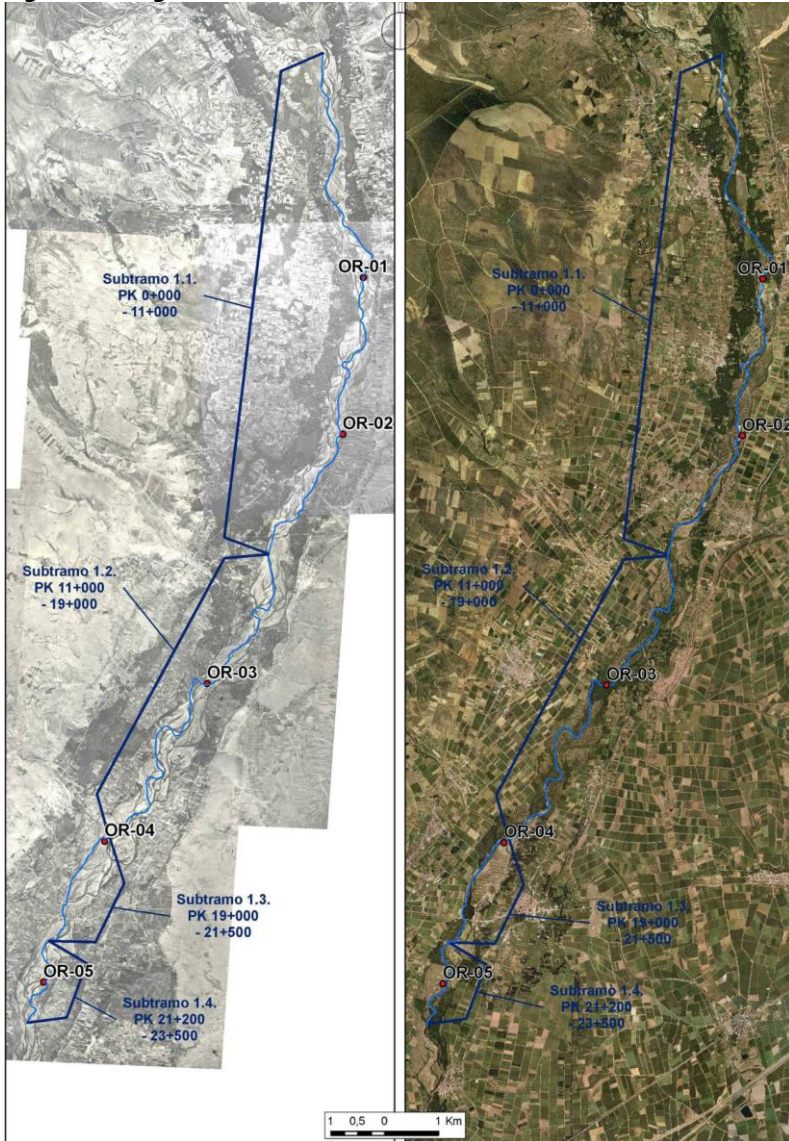 OR-01
Subtramo 1.1.
PK 0+000
- 11+000
OR-02
Subtramo 1.2.
PK 11+000
- 19+000
OR-03
OR-04
Subtramo 1.3.
PK 19+000
- 21+500
OR-05
Subtramo 1.4.
PK 21+200
- 23+500
OR-01
Subtramo 1.1.
PK 0+000
- 11+000
OR-02
Subtramo 1.2.
PK 11+000
- 19+000
OR-03
OR-04
Subtramo 1.3.
PK 19+000
- 21+500
OR-05
Subtramo 1.4.
PK 21+200
- 23+500
1 0,5 0 1 Km